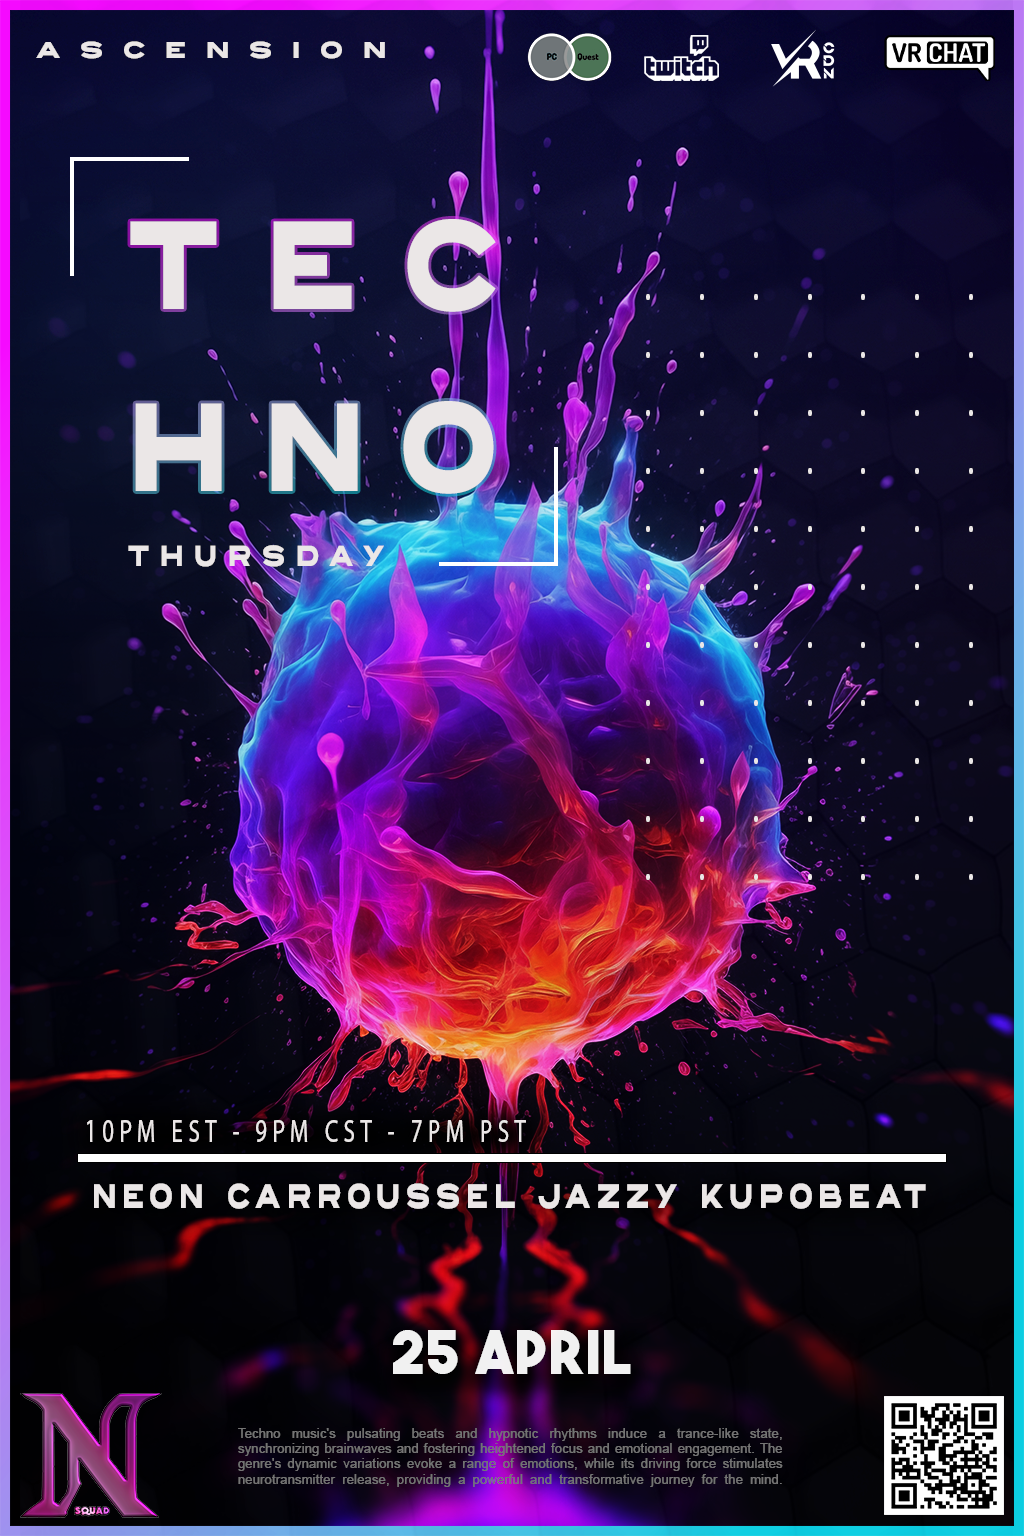 ASCENSION
PC Quest
twitch
VR CDN
VRCHAT
TEC
HNO
THURSDAY
10PM EST - 9PM CST - 7PM PST
NEON CARROUSSEL JAZZY KUPOBEAT
25 APRIL
Techno music's pulsating beats and hypnotic rhythms induce a trance-like state,
synchronizing brainwaves and fostering heightened focus and emotional engagement. The
genre's dynamic variations evoke a range of emotions, while its driving force stimulates
neurotransmitter release, providing a powerful and transformative journey for the mind.
N
SQUAD